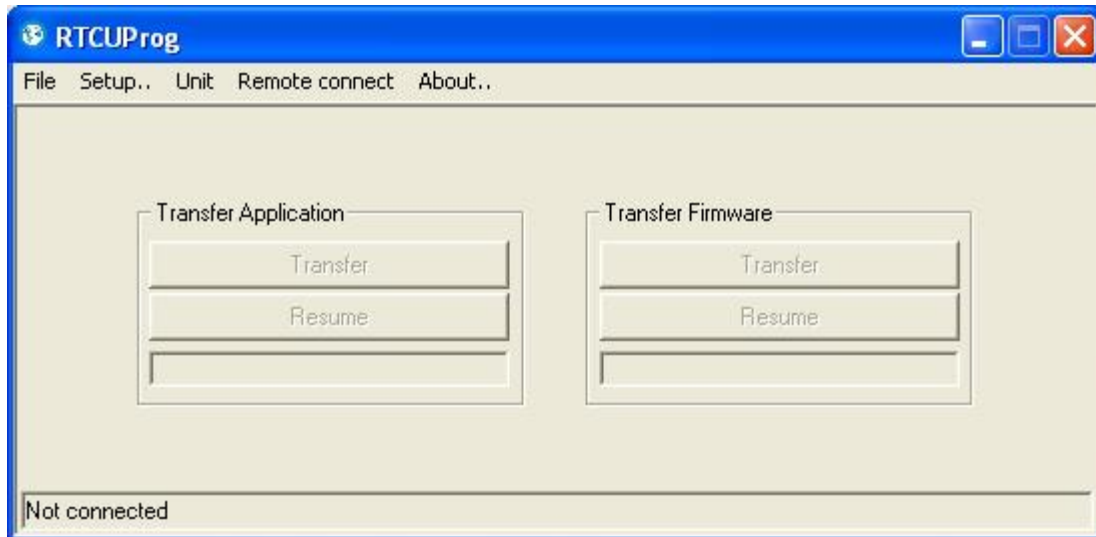 RTCUProg
File Setup.. Unit Remote connect About..
Transfer Application Transfer Firmware
Transfer Transfer
Resume Resume
Not connected